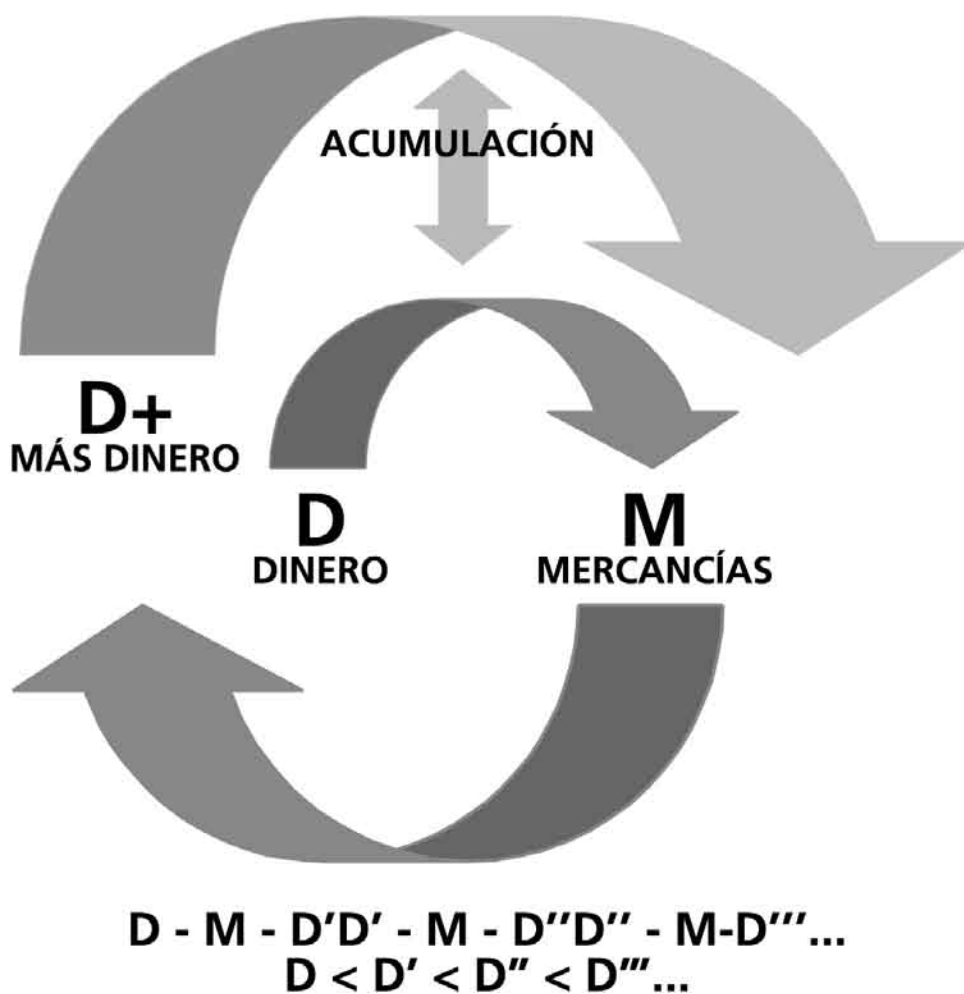 ACUMULACIÓN
D+
MÁS DINERO
D
DINERO
M
MERCANCÍAS
D - M - D'D' - M - D''D'' - M-D'''...
D < D' < D'' < D'''...